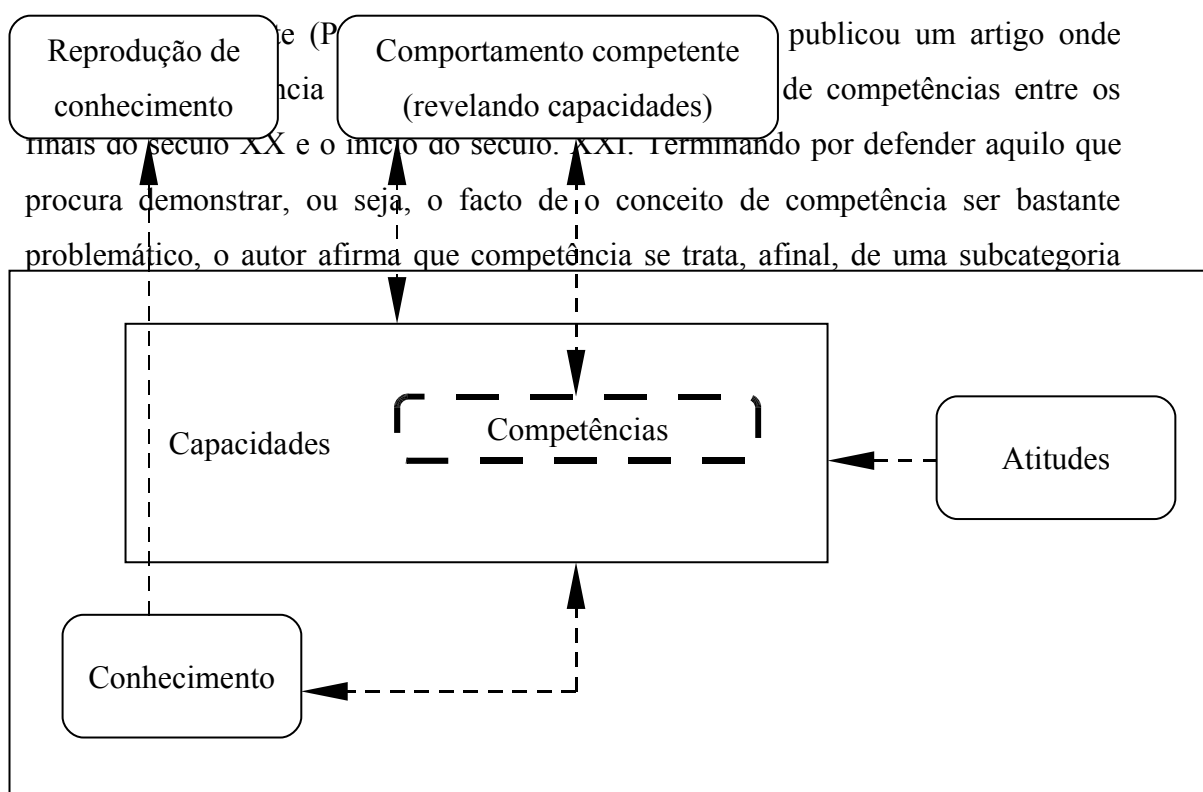 Reprodução de
conhecimento
Comportamento competente
(revelando capacidades)
publicou um artigo onde
de competências entre os
finais do século XX e o início do século. XXI. Terminando por defender aquilo que
procura demonstrar, ou seja, o facto de o conceito de competência ser bastante
problemático, o autor afirma que competência se trata, afinal, de uma subcategoria
Capacidades
Competências
Atitudes
Conhecimento